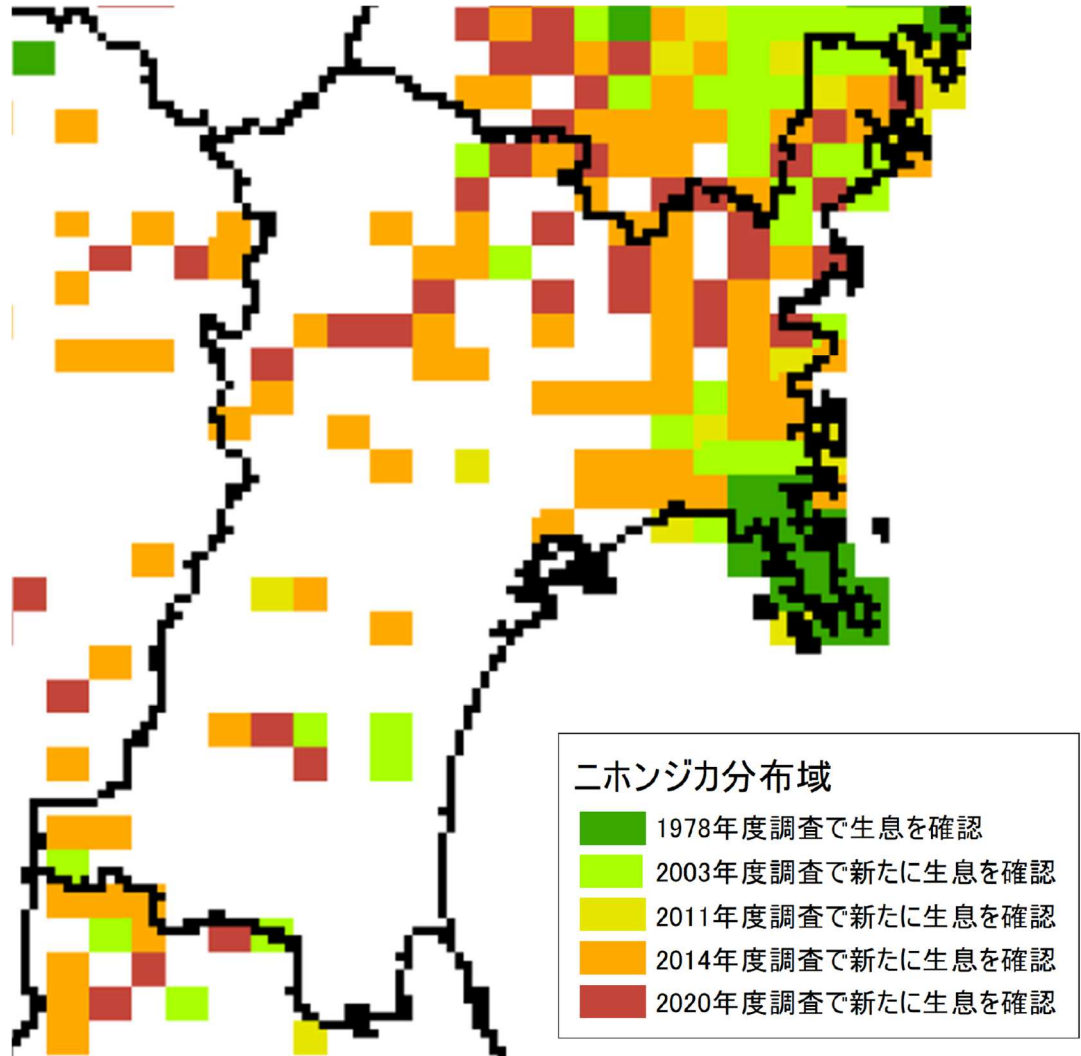 ニホンジカ分布域
1978年度調査で生息を確認
2003年度調査で新たに生息を確認
2011年度調査で新たに生息を確認
2014年度調査で新たに生息を確認
2020年度調査で新たに生息を確認